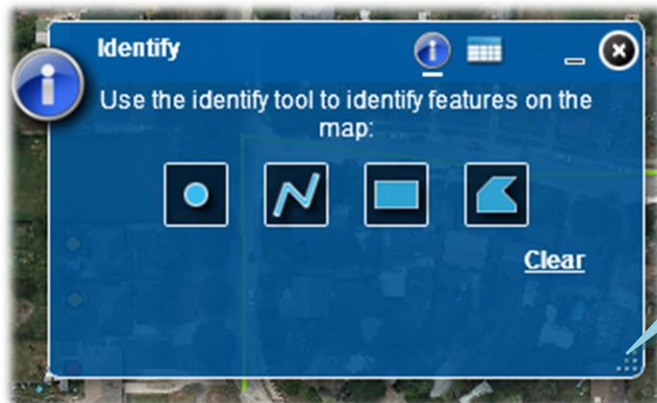 Identify
Use the identify tool to identify features on the
map:
Clear